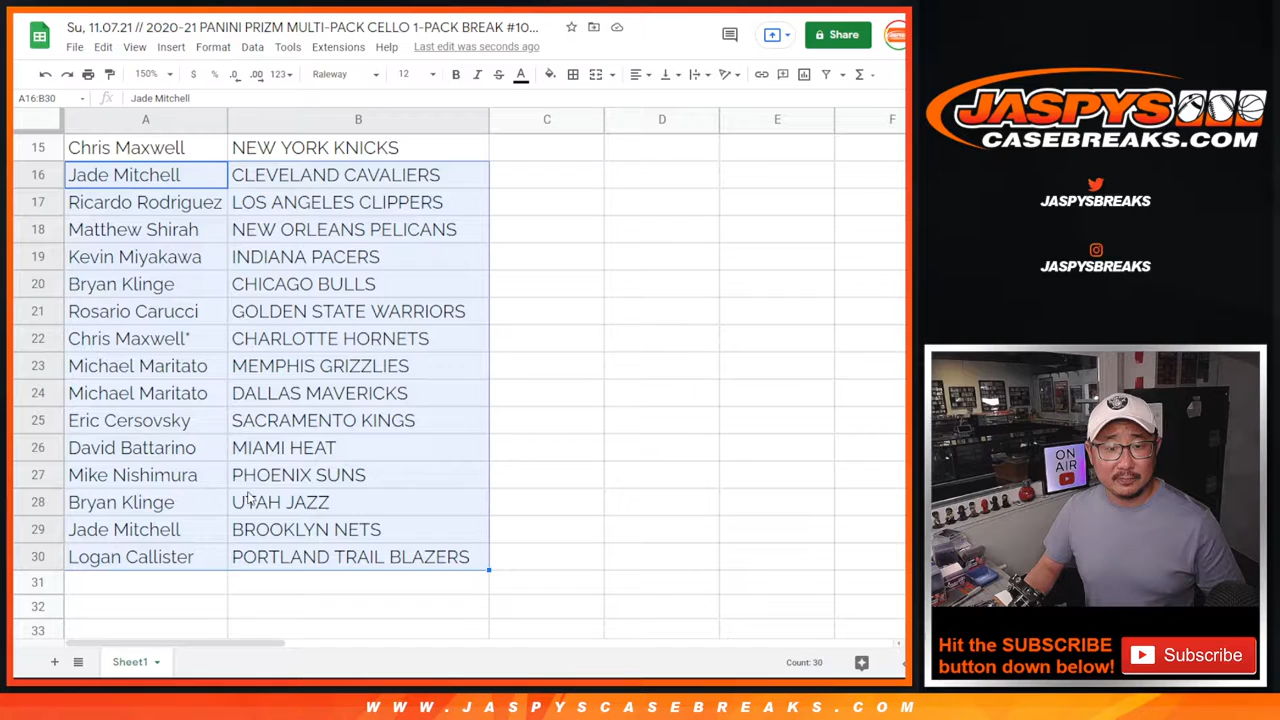 Su, 11.07.21 // 2020-21 PANINI PRIZM MULTI-PACK CELLO 1-PACK BREAK #10...
Share
File Edit View Insert Format Data Tools Extensions Help Last edit was seconds ago
150% $ % .0 .00 123 Raleway 12 B I S A
A16:B30 fx Jade Mitchell
A B C D E F
15 Chris Maxwell NEW YORK KNICKS
16 Jade Mitchell CLEVELAND CAVALIERS
17 Ricardo Rodriguez LOS ANGELES CLIPPERS
18 Matthew Shirah NEW ORLEANS PELICANS
19 Kevin Miyakawa INDIANA PACERS
20 Bryan Klinge CHICAGO BULLS
21 Rosario Carucci GOLDEN STATE WARRIORS
22 Chris Maxwell* CHARLOTTE HORNETS
23 Michael Maritato MEMPHIS GRIZZLIES
24 Michael Maritato DALLAS MAVERICKS
25 Eric Cersovsky SACRAMENTO KINGS
26 David Battarino MIAMI HEAT
27 Mike Nishimura PHOENIX SUNS
28 Bryan Klinge UTAH JAZZ
29 Jade Mitchell BROOKLYN NETS
30 Logan Callister PORTLAND TRAIL BLAZERS
31
32
33
Sheet1 Count: 30
JASPYS
CASEBREAKS.COM
JASPYSBREAKS
JASPYSBREAKS
ON
AIR
Hit the SUBSCRIBE
button down below!
Subscribe
WWW.JASPYSCASEBREAKS.COM